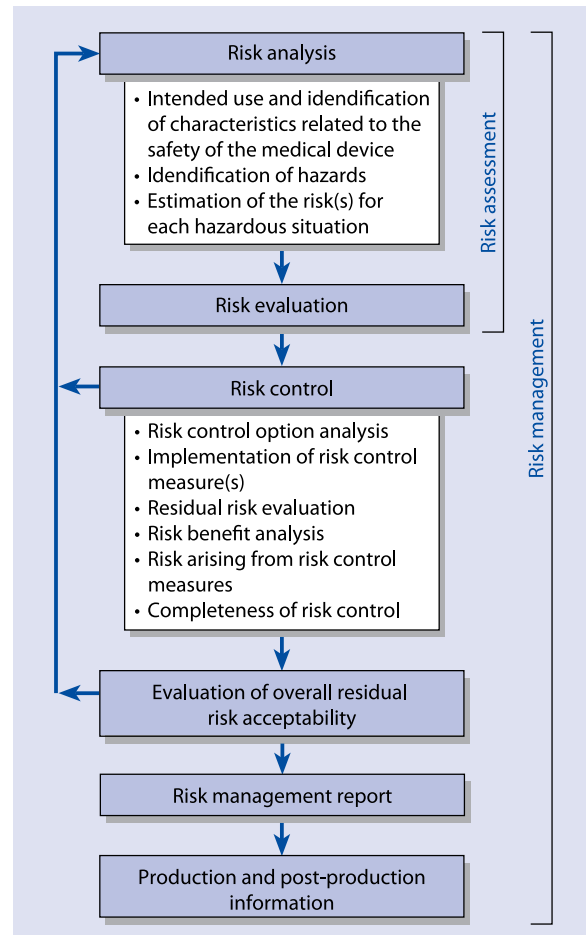 Risk analysis
• Intended use and idendification
of characteristics related to the
safety of the medical device
• Idendification of hazards
• Estimation of the risk(s) for
each hazardous situation
Risk evaluation
Risk assessment
Risk control
• Risk control option analysis
• Implementation of risk control
measure(s)
• Residual risk evaluation
• Risk benefit analysis
• Risk arising from risk control
measures
• Completeness of risk control
Evaluation of overall residual
risk acceptability
Risk management report
Production and post-production
information
Risk management